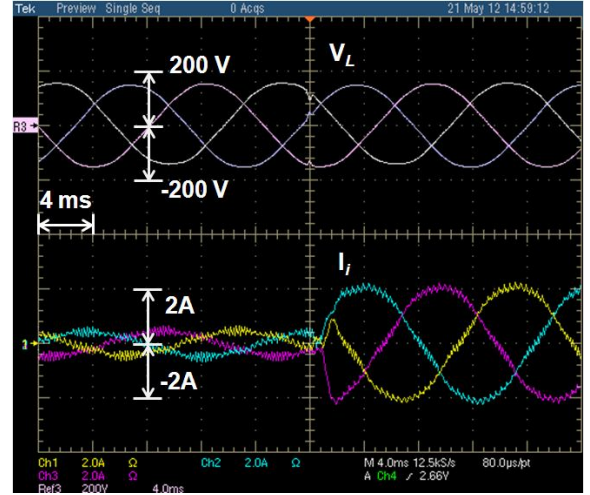 Tek Preview Single Seq 0 Acqs 21 May 12 14:59:12
200 V
V_L
R3
-200 V
4 ms
I_i
2A
1
-2A
Ch1 2.0A Ω Ch2 2.0A Ω M 4.0ms 12.5kS/s 80.0µs/pt
Ch3 2.0A Ω A Ch4 ∕ 2.66V
Ref3 200V 4.0ms